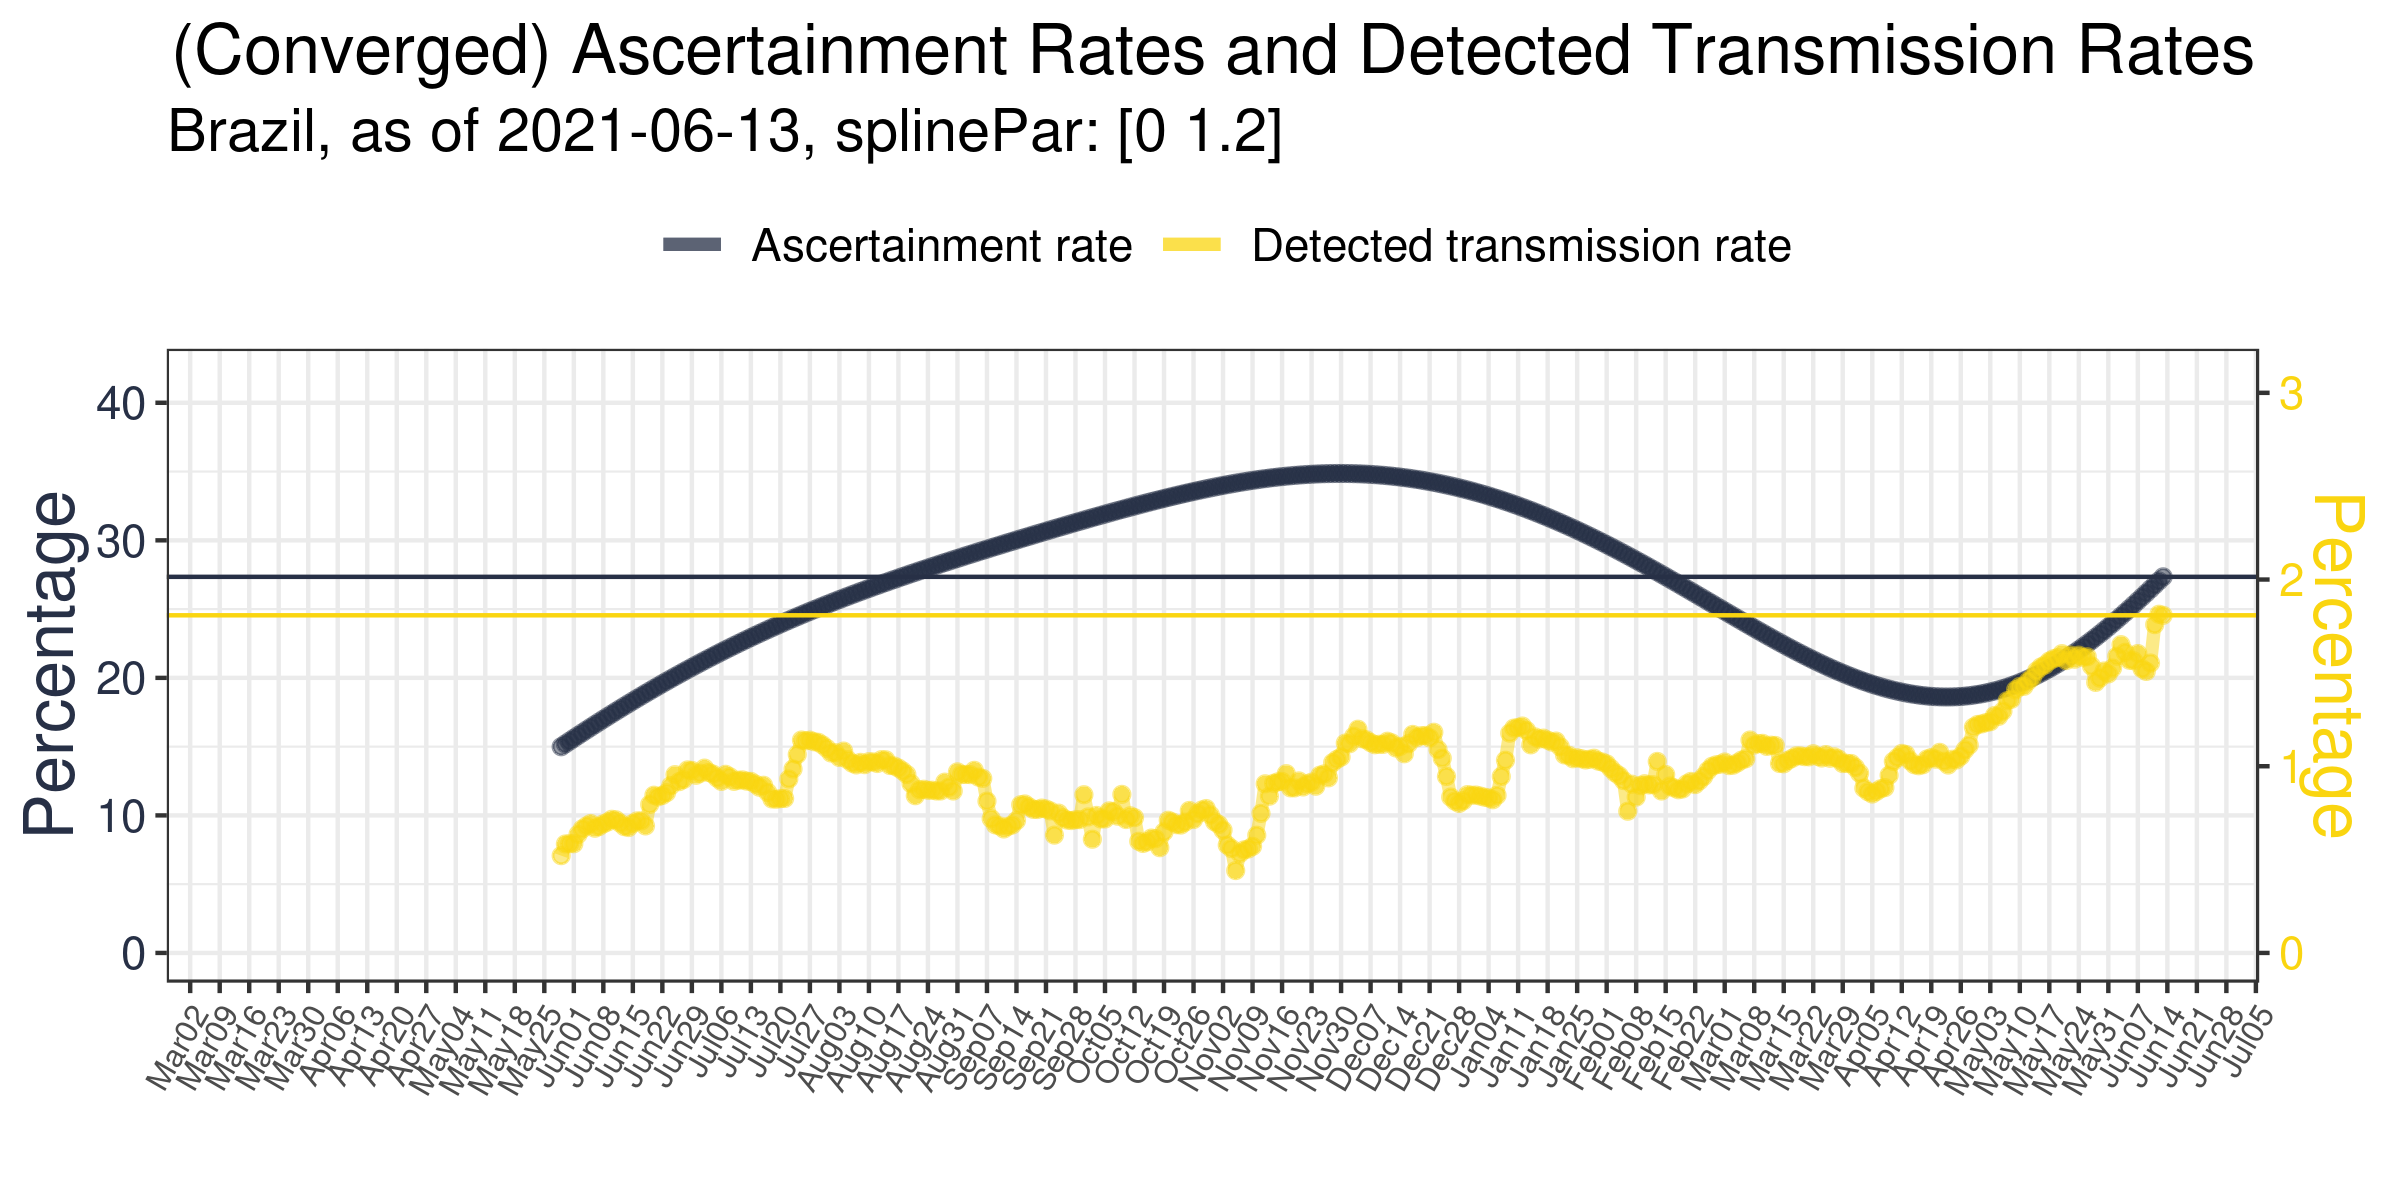 (Converged) Ascertainment Rates and Detected Transmission Rates
Brazil, as of 2021-06-13, splinePar: [0 1.2]
Ascertainment rate
Detected transmission rate
Percentage
40
30
20
10
0
3
2
1
0
Percentage
Mar02
Mar09
Mar16
Mar23
Mar30
Apr06
Apr13
Apr20
Apr27
May04
May11
May18
May25
Jun01
Jun08
Jun15
Jun22
Jun29
Jul06
Jul13
Jul20
Jul27
Aug03
Aug10
Aug17
Aug24
Aug31
Sep07
Sep14
Sep21
Sep28
Oct05
Oct12
Oct19
Oct26
Nov02
Nov09
Nov16
Nov23
Nov30
Dec07
Dec14
Dec21
Dec28
Jan04
Jan11
Jan18
Jan25
Feb01
Feb08
Feb15
Feb22
Mar01
Mar08
Mar15
Mar22
Mar29
Apr05
Apr12
Apr19
Apr26
May03
May10
May17
May24
May31
Jun07
Jun14
Jun21
Jun28
Jul05